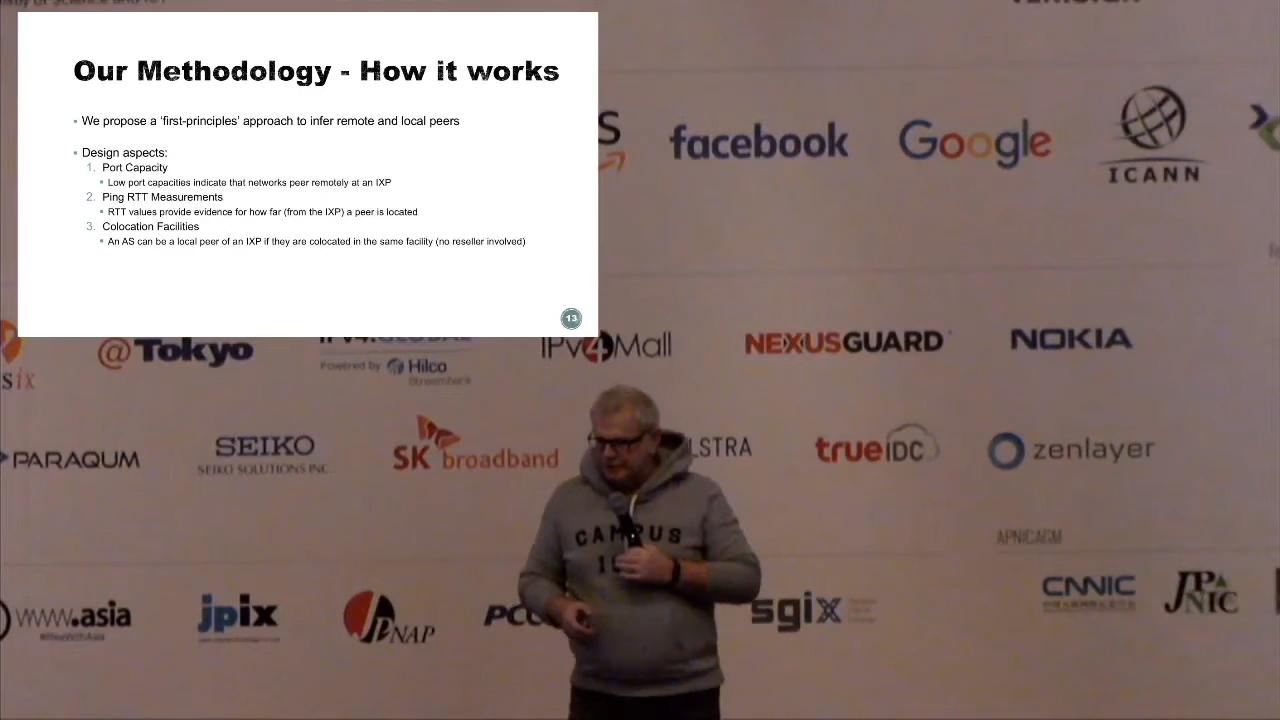 Our Methodology - How it works
We propose a 'first-principles' approach to infer remote and local peers
Design aspects:
1. Port Capacity
Low port capacities indicate that networks peer remotely at an IXP
2. Ping RTT Measurements
RTT values provide evidence for how far (from the IXP) a peer is located
3. Colocation Facilities
An AS can be a local peer of an IXP if they are colocated in the same facility (no reseller involved)
13
facebook
Google
ICANN
@Tokyo
Powered by Hilco
Streambank
IPv4Mall
NEXUSGUARD
NOKIA
PARAQUM
SEIKO
SEIKO SOLUTIONS INC.
SK broadband
LSTRA
trueIDC
zenlayer
APNICAGM
www.asia
jpix
JPNAP
PCC
sgix
CNNIC
JPNIC
CAMPUS